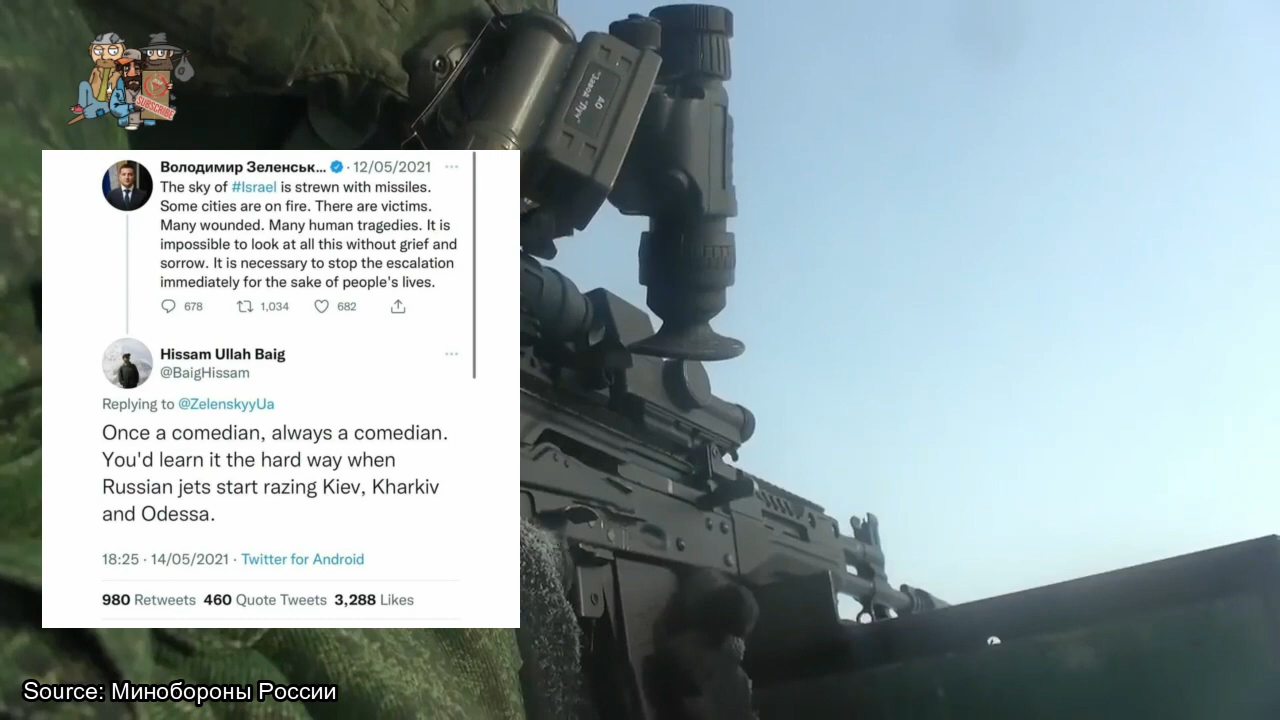 SUBSCRIBE
АО
"Завод "Луч"
Володимир Зеленськ... · 12/05/2021 ...
The sky of #Israel is strewn with missiles.
Some cities are on fire. There are victims.
Many wounded. Many human tragedies. It is
impossible to look at all this without grief and
sorrow. It is necessary to stop the escalation
immediately for the sake of people's lives.
678 1,034 682
Hissam Ullah Baig ...
@BaigHissam
Replying to @ZelenskyyUa
Once a comedian, always a comedian.
You'd learn it the hard way when
Russian jets start razing Kiev, Kharkiv
and Odessa.
18:25 · 14/05/2021 · Twitter for Android
980 Retweets 460 Quote Tweets 3,288 Likes
Source: Минобороны России